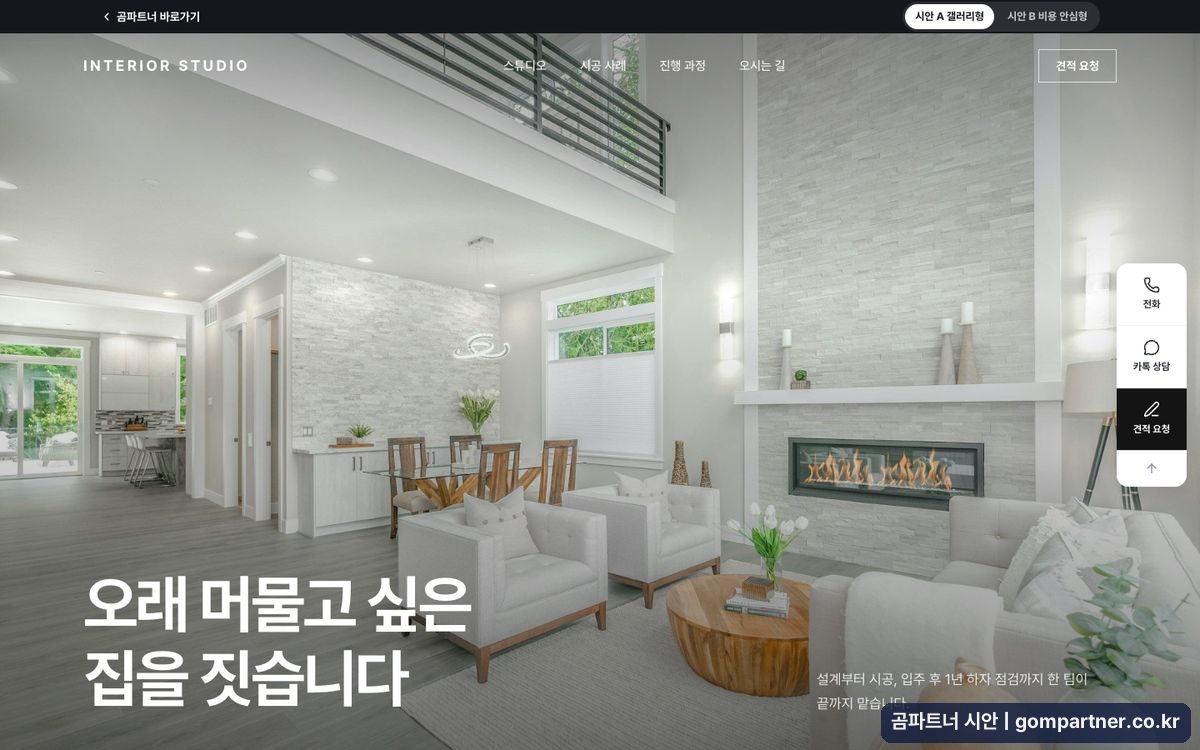 곰파트너 바로가기
시안 A 갤러리형
시안 B 비용 안심형
INTERIOR STUDIO
스튜디오
시공 사례
진행 과정
오시는 길
견적 요청
전화
카톡 상담
견적 요청
오래 머물고 싶은
집을 짓습니다
설계부터 시공, 입주 후 1년 하자 점검까지 한 팀이
끝까지 맡습니다.
곰파트너 시안 | gompartner.co.kr